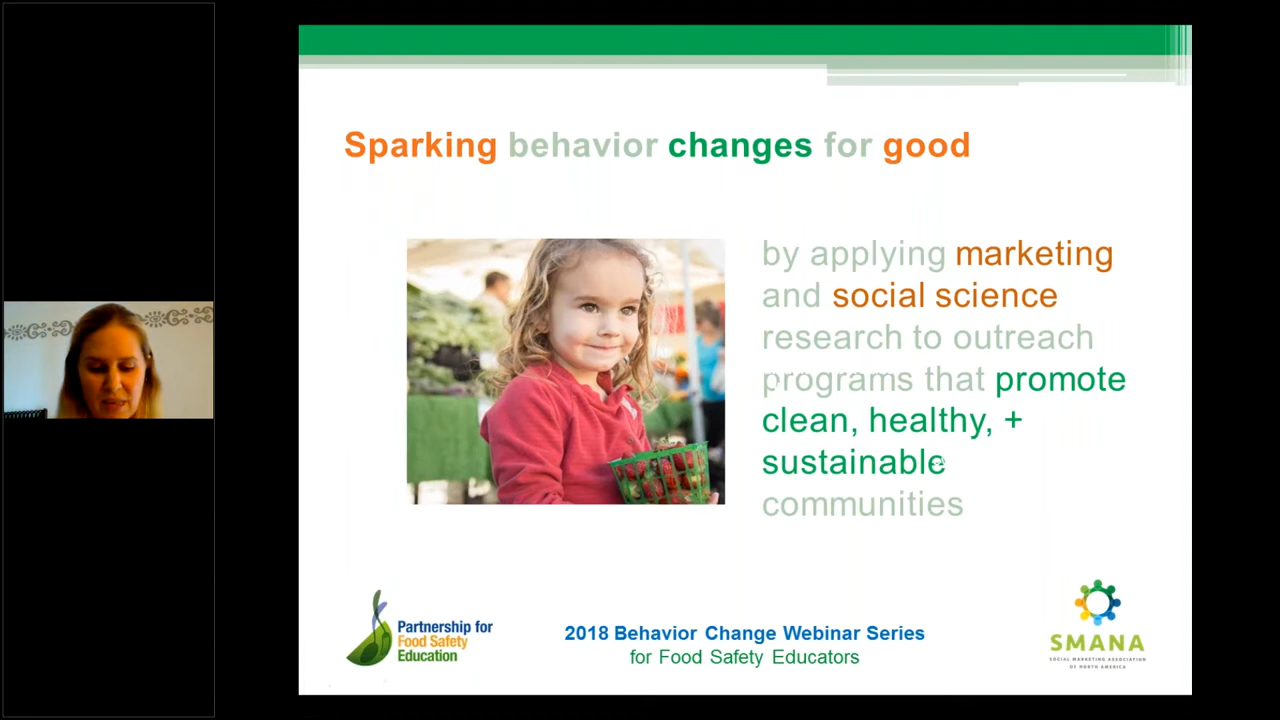 Sparking behavior changes for good
by applying marketing
and social science
research to outreach
programs that promote
clean, healthy, +
sustainable
communities
Partnership for
Food Safety
Education
2018 Behavior Change Webinar Series
for Food Safety Educators
SMANA
SOCIAL MARKETING ASSOCIATION
OF NORTH AMERICA